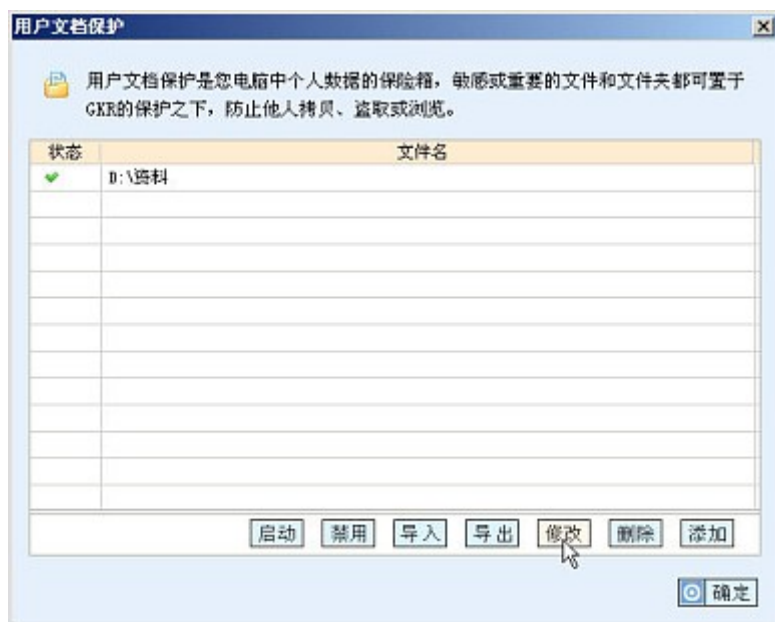 用户文档保护
用户文档保护是您电脑中个人数据的保险箱，敏感或重要的文件和文件夹都可置于
GKR的保护之下，防止他人拷贝、盗取或浏览。
状态 文件名
D:\资料
启动 禁用 导入 导出 修改 删除 添加
确定